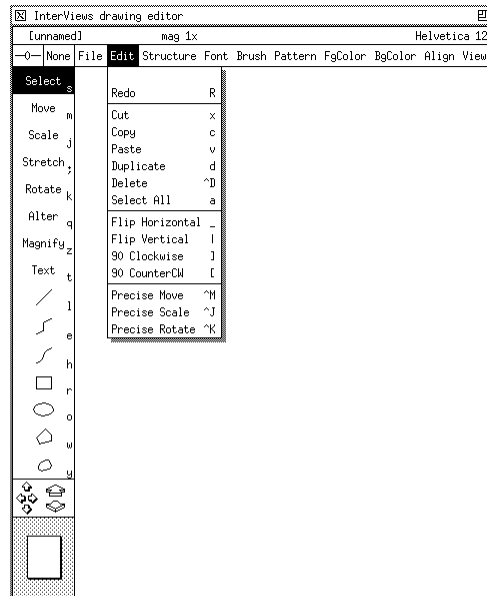 InterViews drawing editor
[unnamed] mag 1x Helvetica 12
None File Edit Structure Font Brush Pattern FgColor BgColor Align View
Select s
Move m
Scale j
Stretch ;
Rotate k
Alter q
Magnify z
Text t
l
e
h
r
o
w
y
Redo R
Cut x
Copy c
Paste v
Duplicate d
Delete ^D
Select All a
Flip Horizontal _
Flip Vertical |
90 Clockwise ]
90 CounterCW [
Precise Move ^M
Precise Scale ^J
Precise Rotate ^K